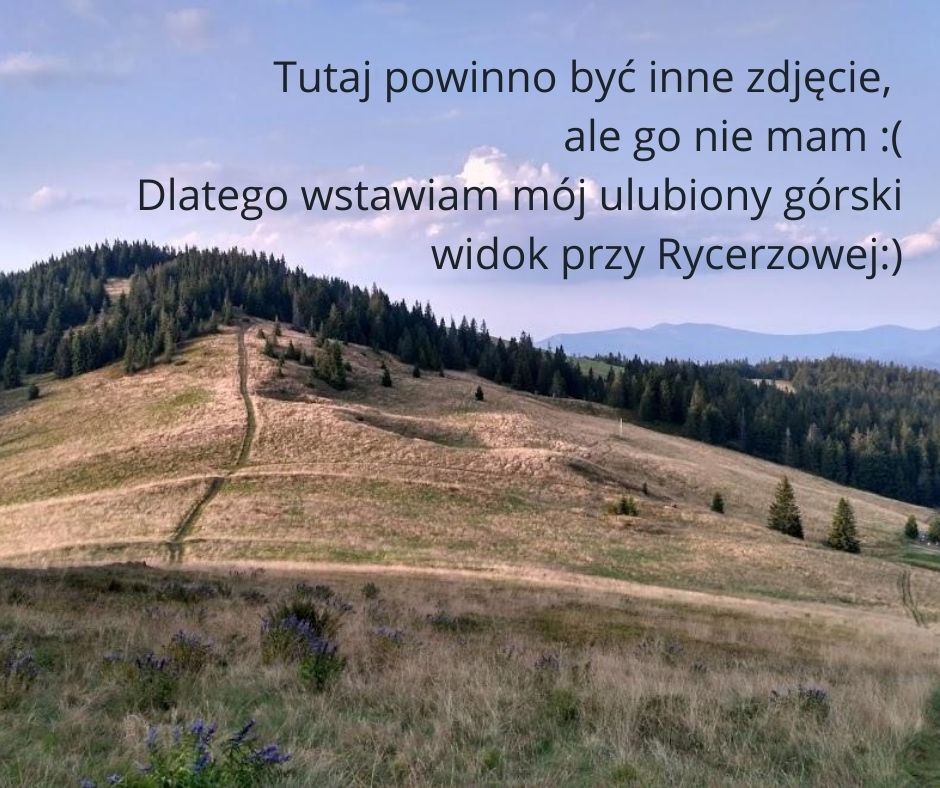 Tutaj powinno być inne zdjęcie,
ale go nie mam :(
Dlatego wstawiam mój ulubiony górski
widok przy Rycerzowej:)